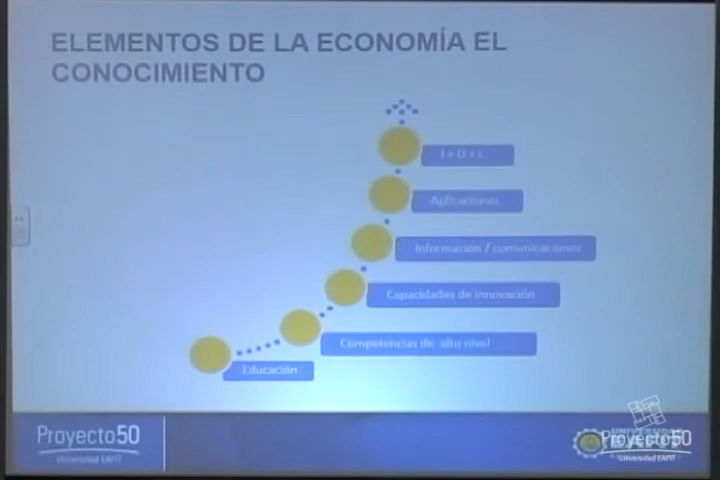 ELEMENTOS DE LA ECONOMÍA EL
CONOCIMIENTO
I + D + i
Aplicaciones
Información / comunicaciones
Capacidades de innovación
Competencias de alto nivel
Educación
Proyecto50
Universidad EAFIT
Proyecto50
Universidad EAFIT